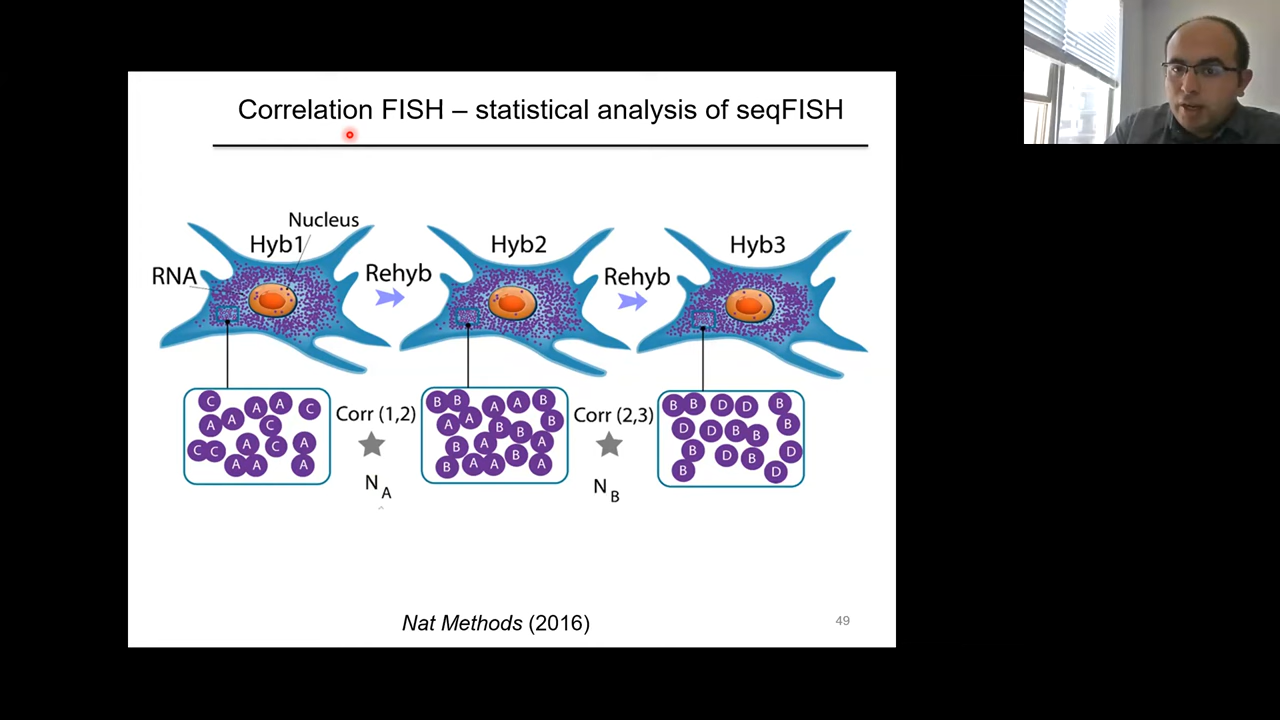 Correlation FISH – statistical analysis of seqFISH
Nucleus
Hyb1
Hyb2
Hyb3
RNA
Rehyb
Rehyb
C A A C
A A C
C C A C A
A A A
Corr (1,2)
N A
B B A A B
A A B B B
B A B A
B A A A
Corr (2,3)
N B
B B D D B
D D B B B
B D B D
B D
Nat Methods (2016)
49